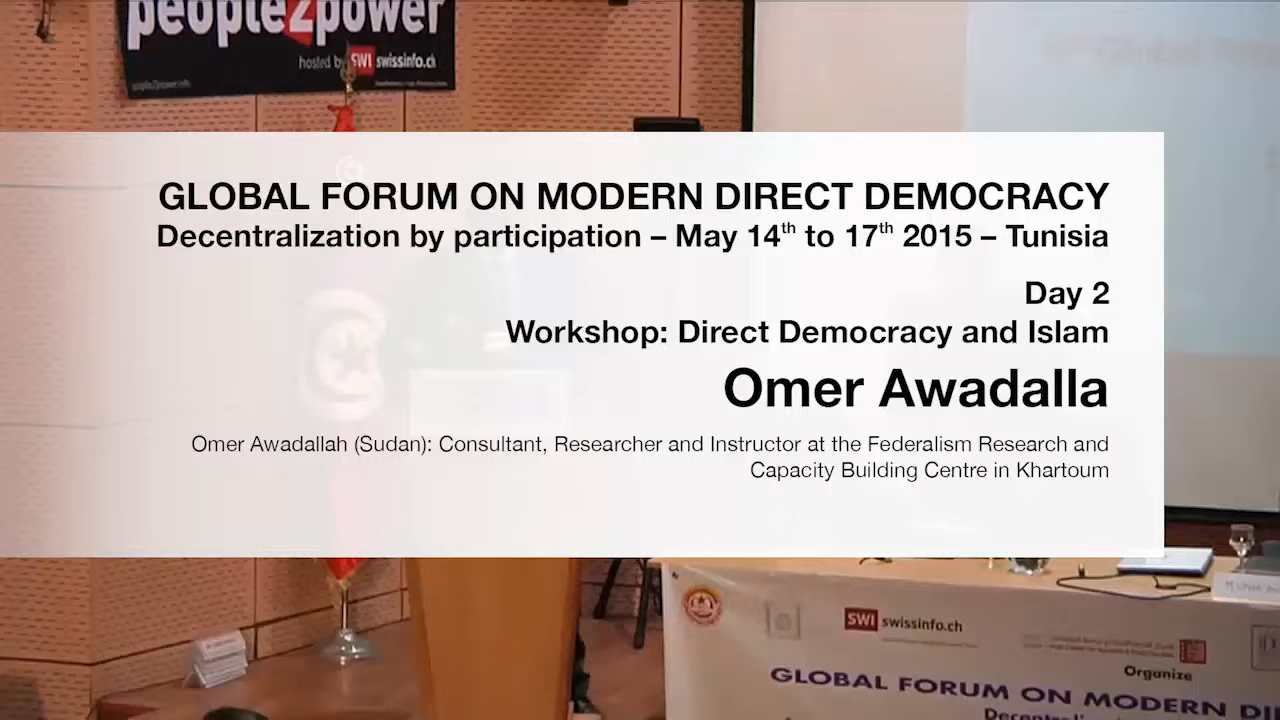 people2power
hosted by SWI swissinfo.ch
GLOBAL FORUM ON MODERN DIRECT DEMOCRACY
Decentralization by participation – May 14th to 17th 2015 – Tunisia
Day 2
Workshop: Direct Democracy and Islam
Omer Awadalla
Omer Awadallah (Sudan): Consultant, Researcher and Instructor at the Federalism Research and
Capacity Building Centre in Khartoum
SWI swissinfo.ch
Organize
GLOBAL FORUM ON MODERN DI